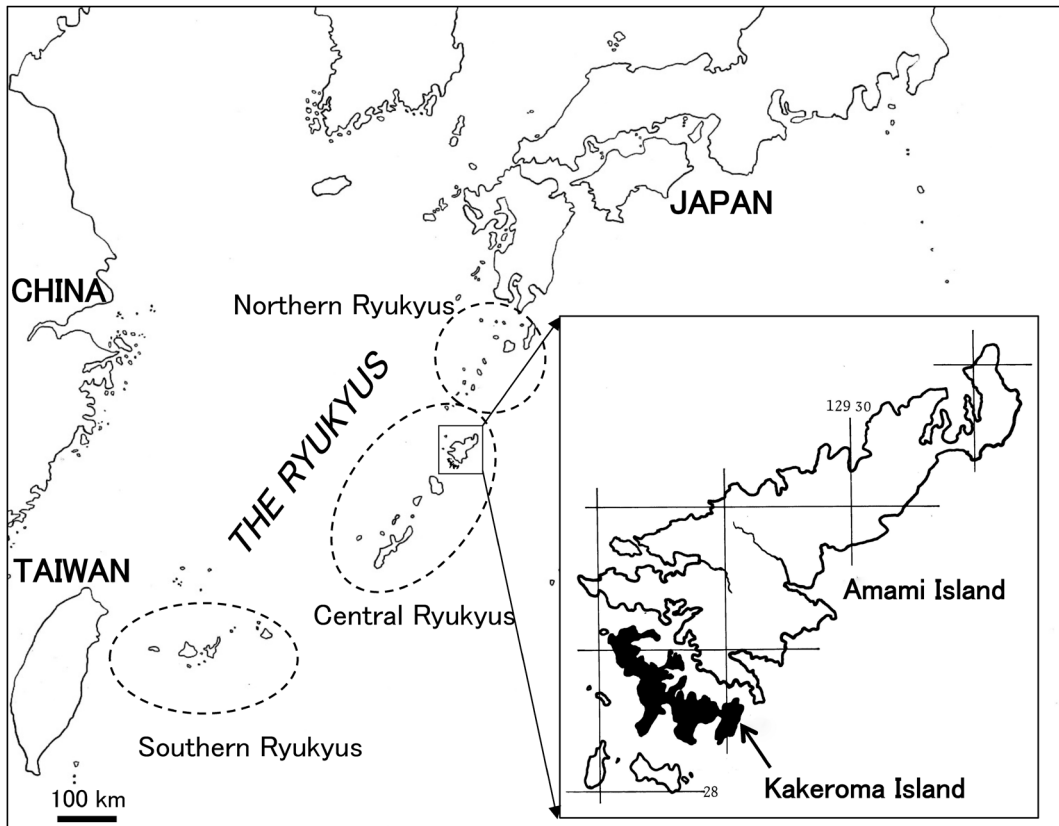 JAPAN
CHINA
Northern Ryukyus
THE RYUKYUS
129 30
TAIWAN
Amami Island
Central Ryukyus
Southern Ryukyus
Kakeroma Island
28
100 km